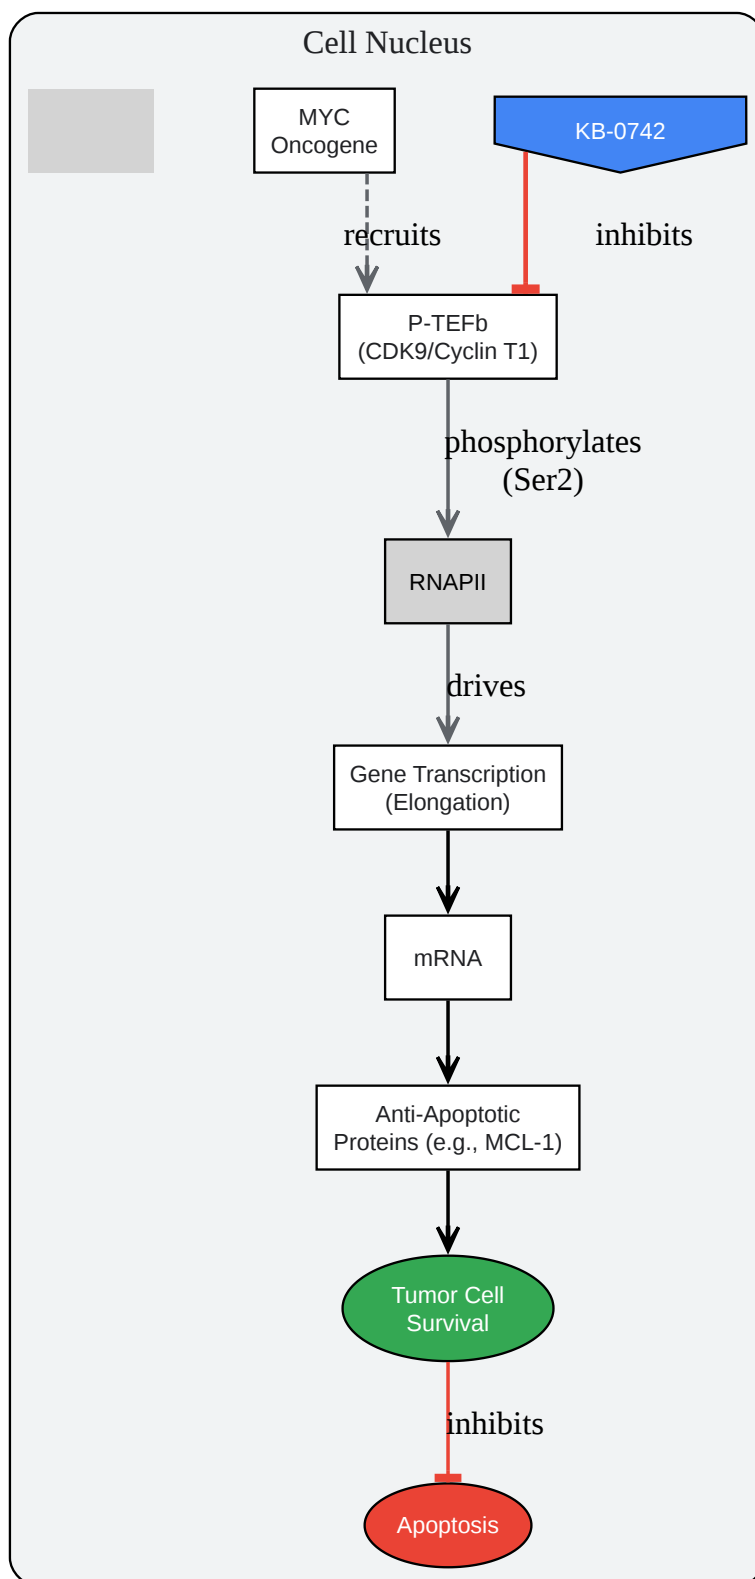 Cell Nucleus
MYC
Oncogene
KB-0742
recruits
inhibits
P-TEFb
(CDK9/Cyclin T1)
phosphorylates
(Ser2)
RNAPII
drives
Gene Transcription
(Elongation)
mRNA
Anti-Apoptotic
Proteins (e.g., MCL-1)
Tumor Cell
Survival
inhibits
Apoptosis